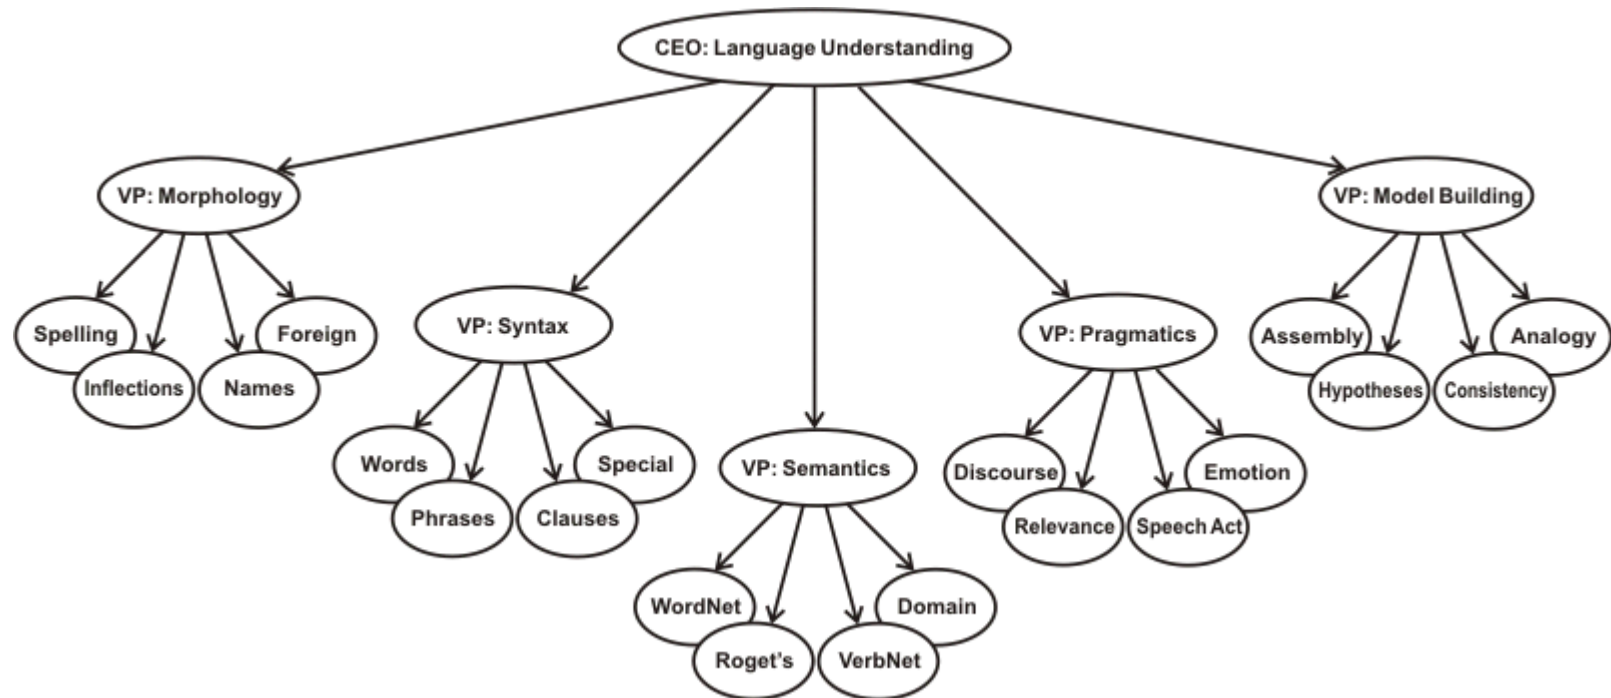 CEO: Language Understanding
VP: Morphology
Spelling
Inflections
Names
Foreign
VP: Syntax
Words
Phrases
Clauses
Special
VP: Semantics
WordNet
Roget's
VerbNet
Domain
VP: Pragmatics
Discourse
Relevance
Speech Act
Emotion
VP: Model Building
Assembly
Hypotheses
Consistency
Analogy